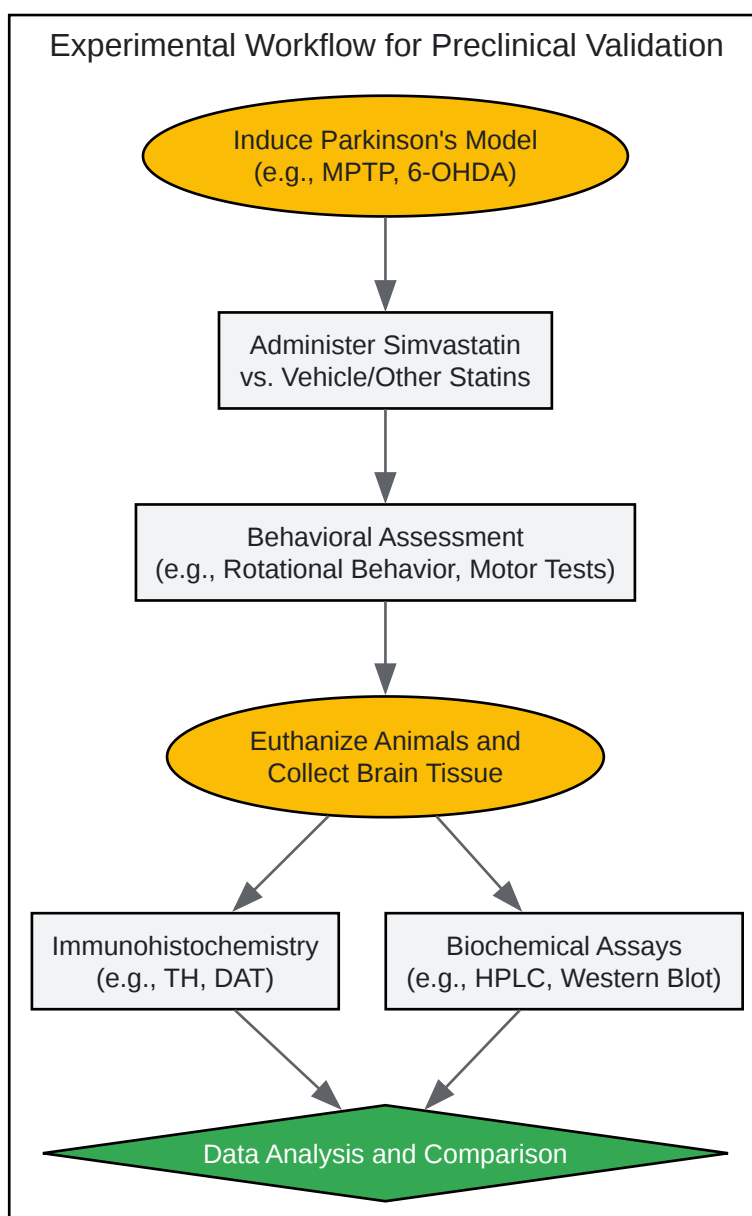 Experimental Workflow for Preclinical Validation
Induce Parkinson's Model
(e.g., MPTP, 6-OHDA)
Administer Simvastatin
vs. Vehicle/Other Statins
Behavioral Assessment
(e.g., Rotational Behavior, Motor Tests)
Euthanize Animals and
Collect Brain Tissue
Immunohistochemistry
(e.g., TH, DAT)
Biochemical Assays
(e.g., HPLC, Western Blot)
Data Analysis and Comparison